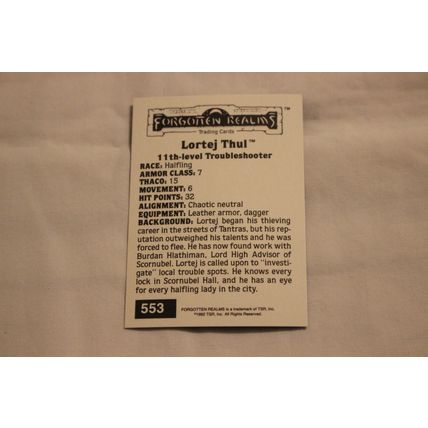 FORGOTTEN REALMS ™
Trading Cards
Lortej Thul™
11th-level Troubleshooter
RACE: Halfling
ARMOR CLASS: 7
THACO: 15
MOVEMENT: 6
HIT POINTS: 32
ALIGNMENT: Chaotic neutral
EQUIPMENT: Leather armor, dagger
BACKGROUND: Lortej began his thieving
career in the streets of Tantras, but his rep-
utation outweighed his talents and he was
forced to flee. He has now found work with
Burdan Hlathiman, Lord High Advisor of
Scornubel. Lortej is called upon to "investi-
gate" local trouble spots. He knows every
lock in Scornubel Hall, and he has an eye
for every halfling lady in the city.
553
FORGOTTEN REALMS is a trademark of TSR, Inc.
©1992 TSR, Inc. All Rights Reserved.